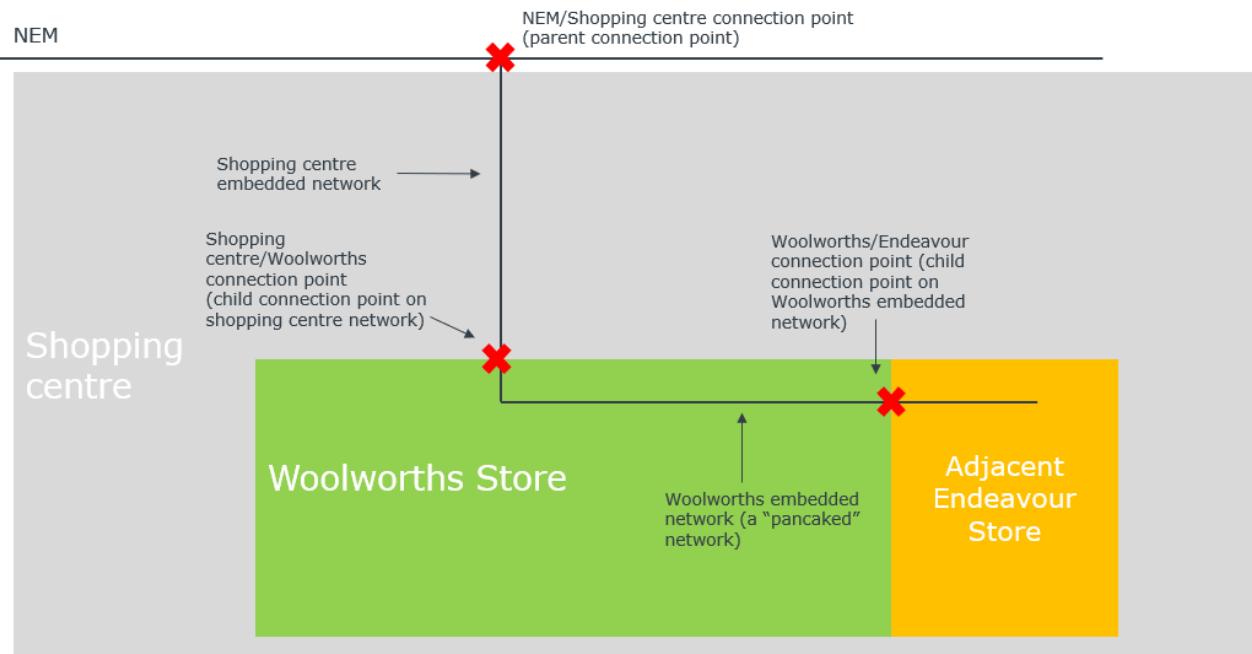 NEM
NEM/Shopping centre connection point
(parent connection point)
Shopping centre
embedded network
Shopping
centre/Woolworths
connection point
(child connection point on
shopping centre network)
Woolworths/Endeavour
connection point (child
connection point on
Woolworths embedded
network)
Shopping
centre
Woolworths Store
Adjacent
Endeavour
Store
Woolworths embedded
network (a “pancaked”
network)